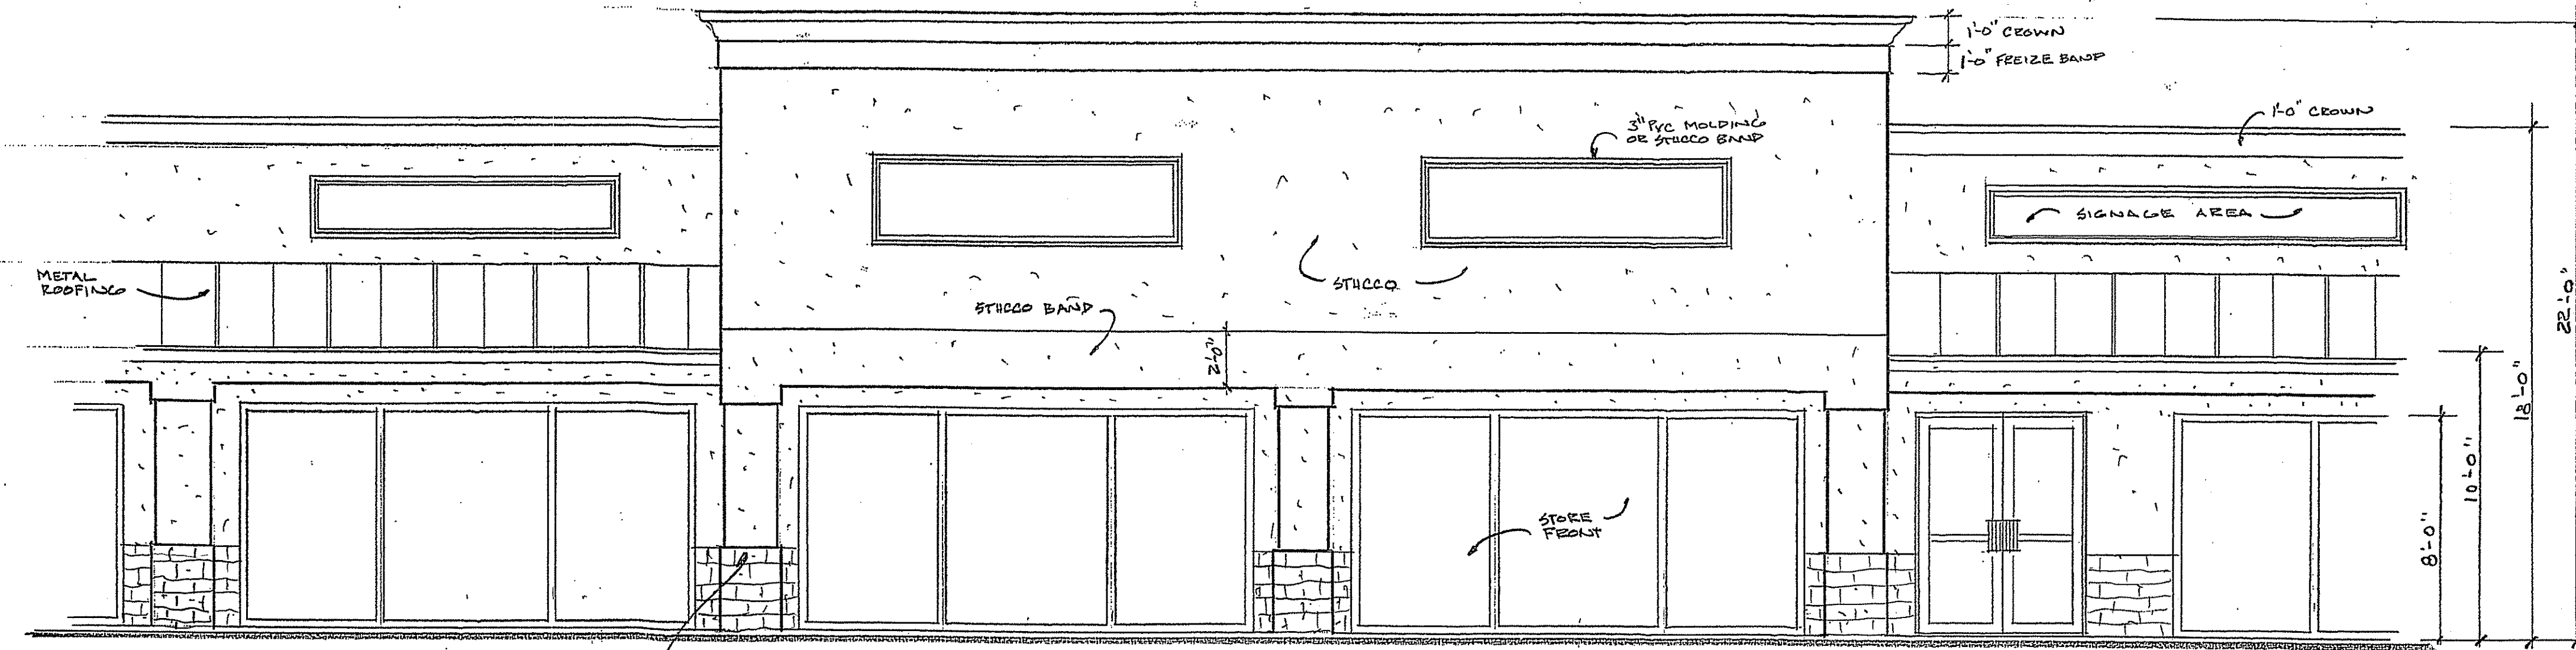 1'-0" CROWN
1'-0" FREIZE BAND
1'-0" CROWN
3" PVC MOLDING
OR STUCCO BAND
SIGNAGE AREA
METAL
ROOFING
STUCCO
STUCCO BAND
2'-0"
22'-0"
18'-0"
10'-0"
8'-0"
STORE
FRONT